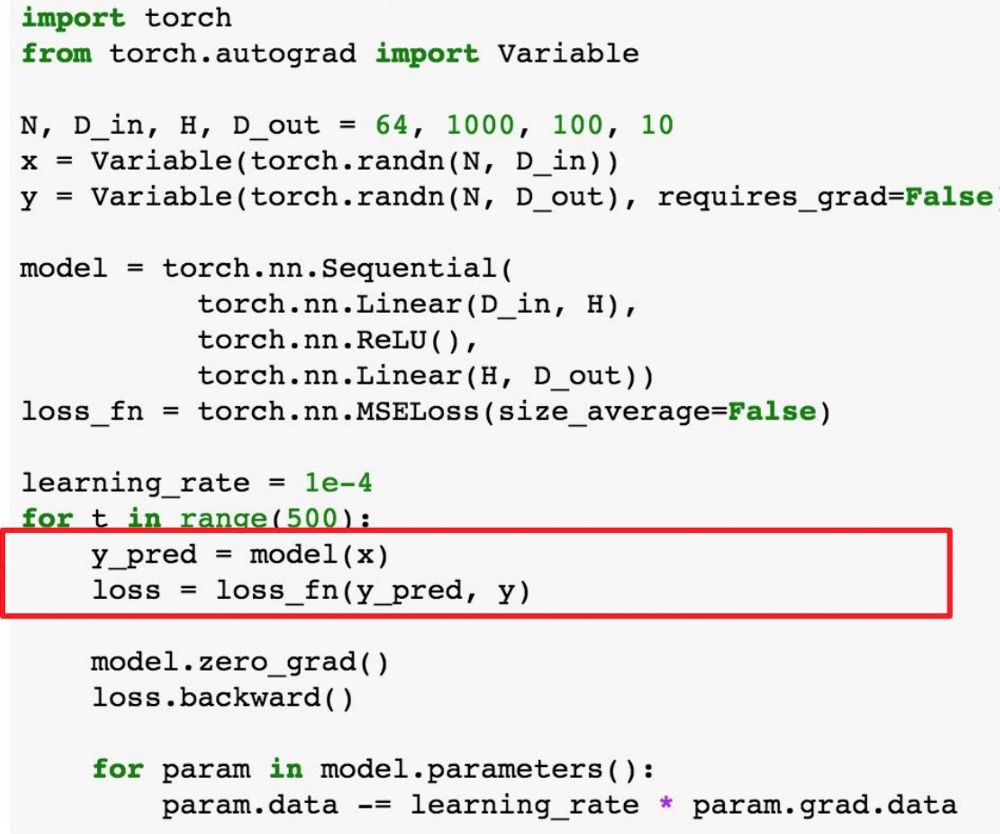 import torch
from torch.autograd import Variable
N, D_in, H, D_out = 64, 1000, 100, 10
x = Variable(torch.randn(N, D_in))
y = Variable(torch.randn(N, D_out), requires_grad=False)
model = torch.nn.Sequential(
torch.nn.Linear(D_in, H),
torch.nn.ReLU(),
torch.nn.Linear(H, D_out))
loss_fn = torch.nn.MSELoss(size_average=False)
learning_rate = 1e-4
for t in range(500):
y_pred = model(x)
loss = loss_fn(y_pred, y)
model.zero_grad()
loss.backward()
for param in model.parameters():
param.data -= learning_rate * param.grad.data